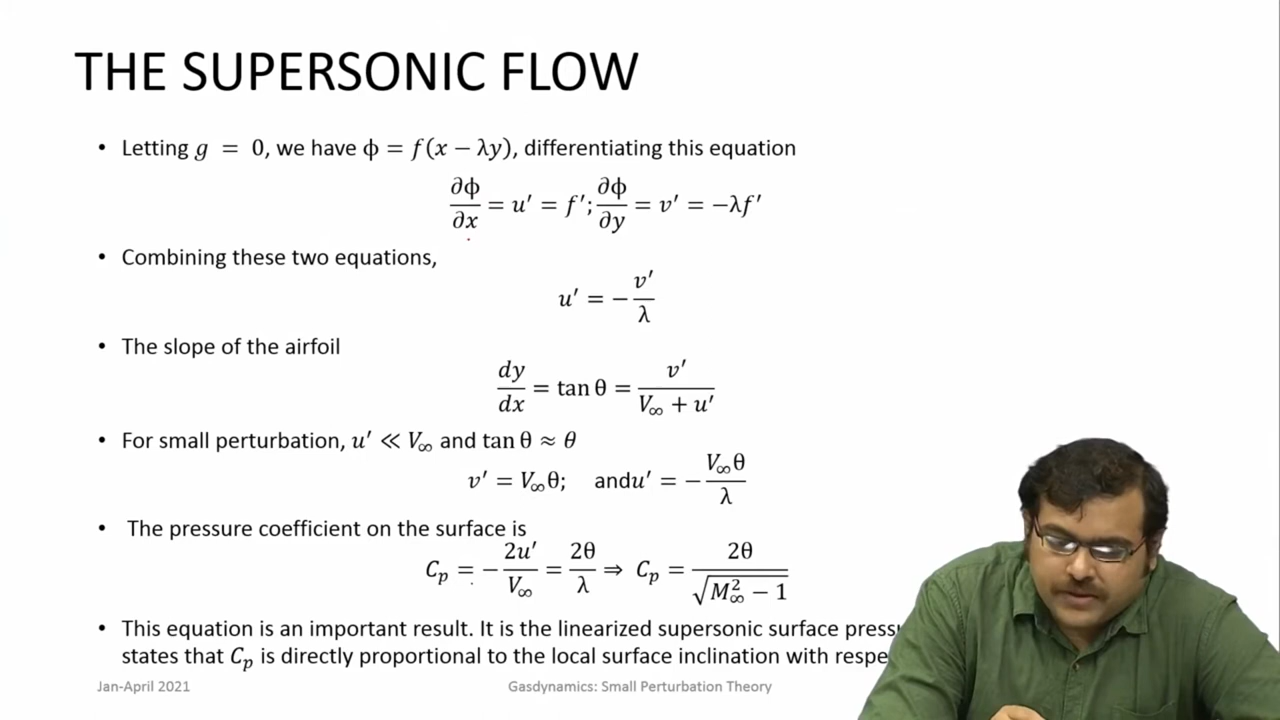 THE SUPERSONIC FLOW
• Letting g = 0, we have ϕ = f(x − λy), differentiating this equation
∂ϕ/∂x = u′ = f′; ∂ϕ/∂y = v′ = −λf′
• Combining these two equations,
u′ = − v′/λ
• The slope of the airfoil
dy/dx = tan θ = v′/(V∞ + u′)
• For small perturbation, u′ ≪ V∞ and tan θ ≈ θ
v′ = V∞θ; andu′ = − V∞θ/λ
• The pressure coefficient on the surface is
Cp = − 2u′/V∞ = 2θ/λ ⇒ Cp = 2θ/√(M∞² − 1)
• This equation is an important result. It is the linearized supersonic surface
states that Cp is directly proportional to the local surface inclination with
Jan-April 2021 Gasdynamics: Small Perturbation Theory